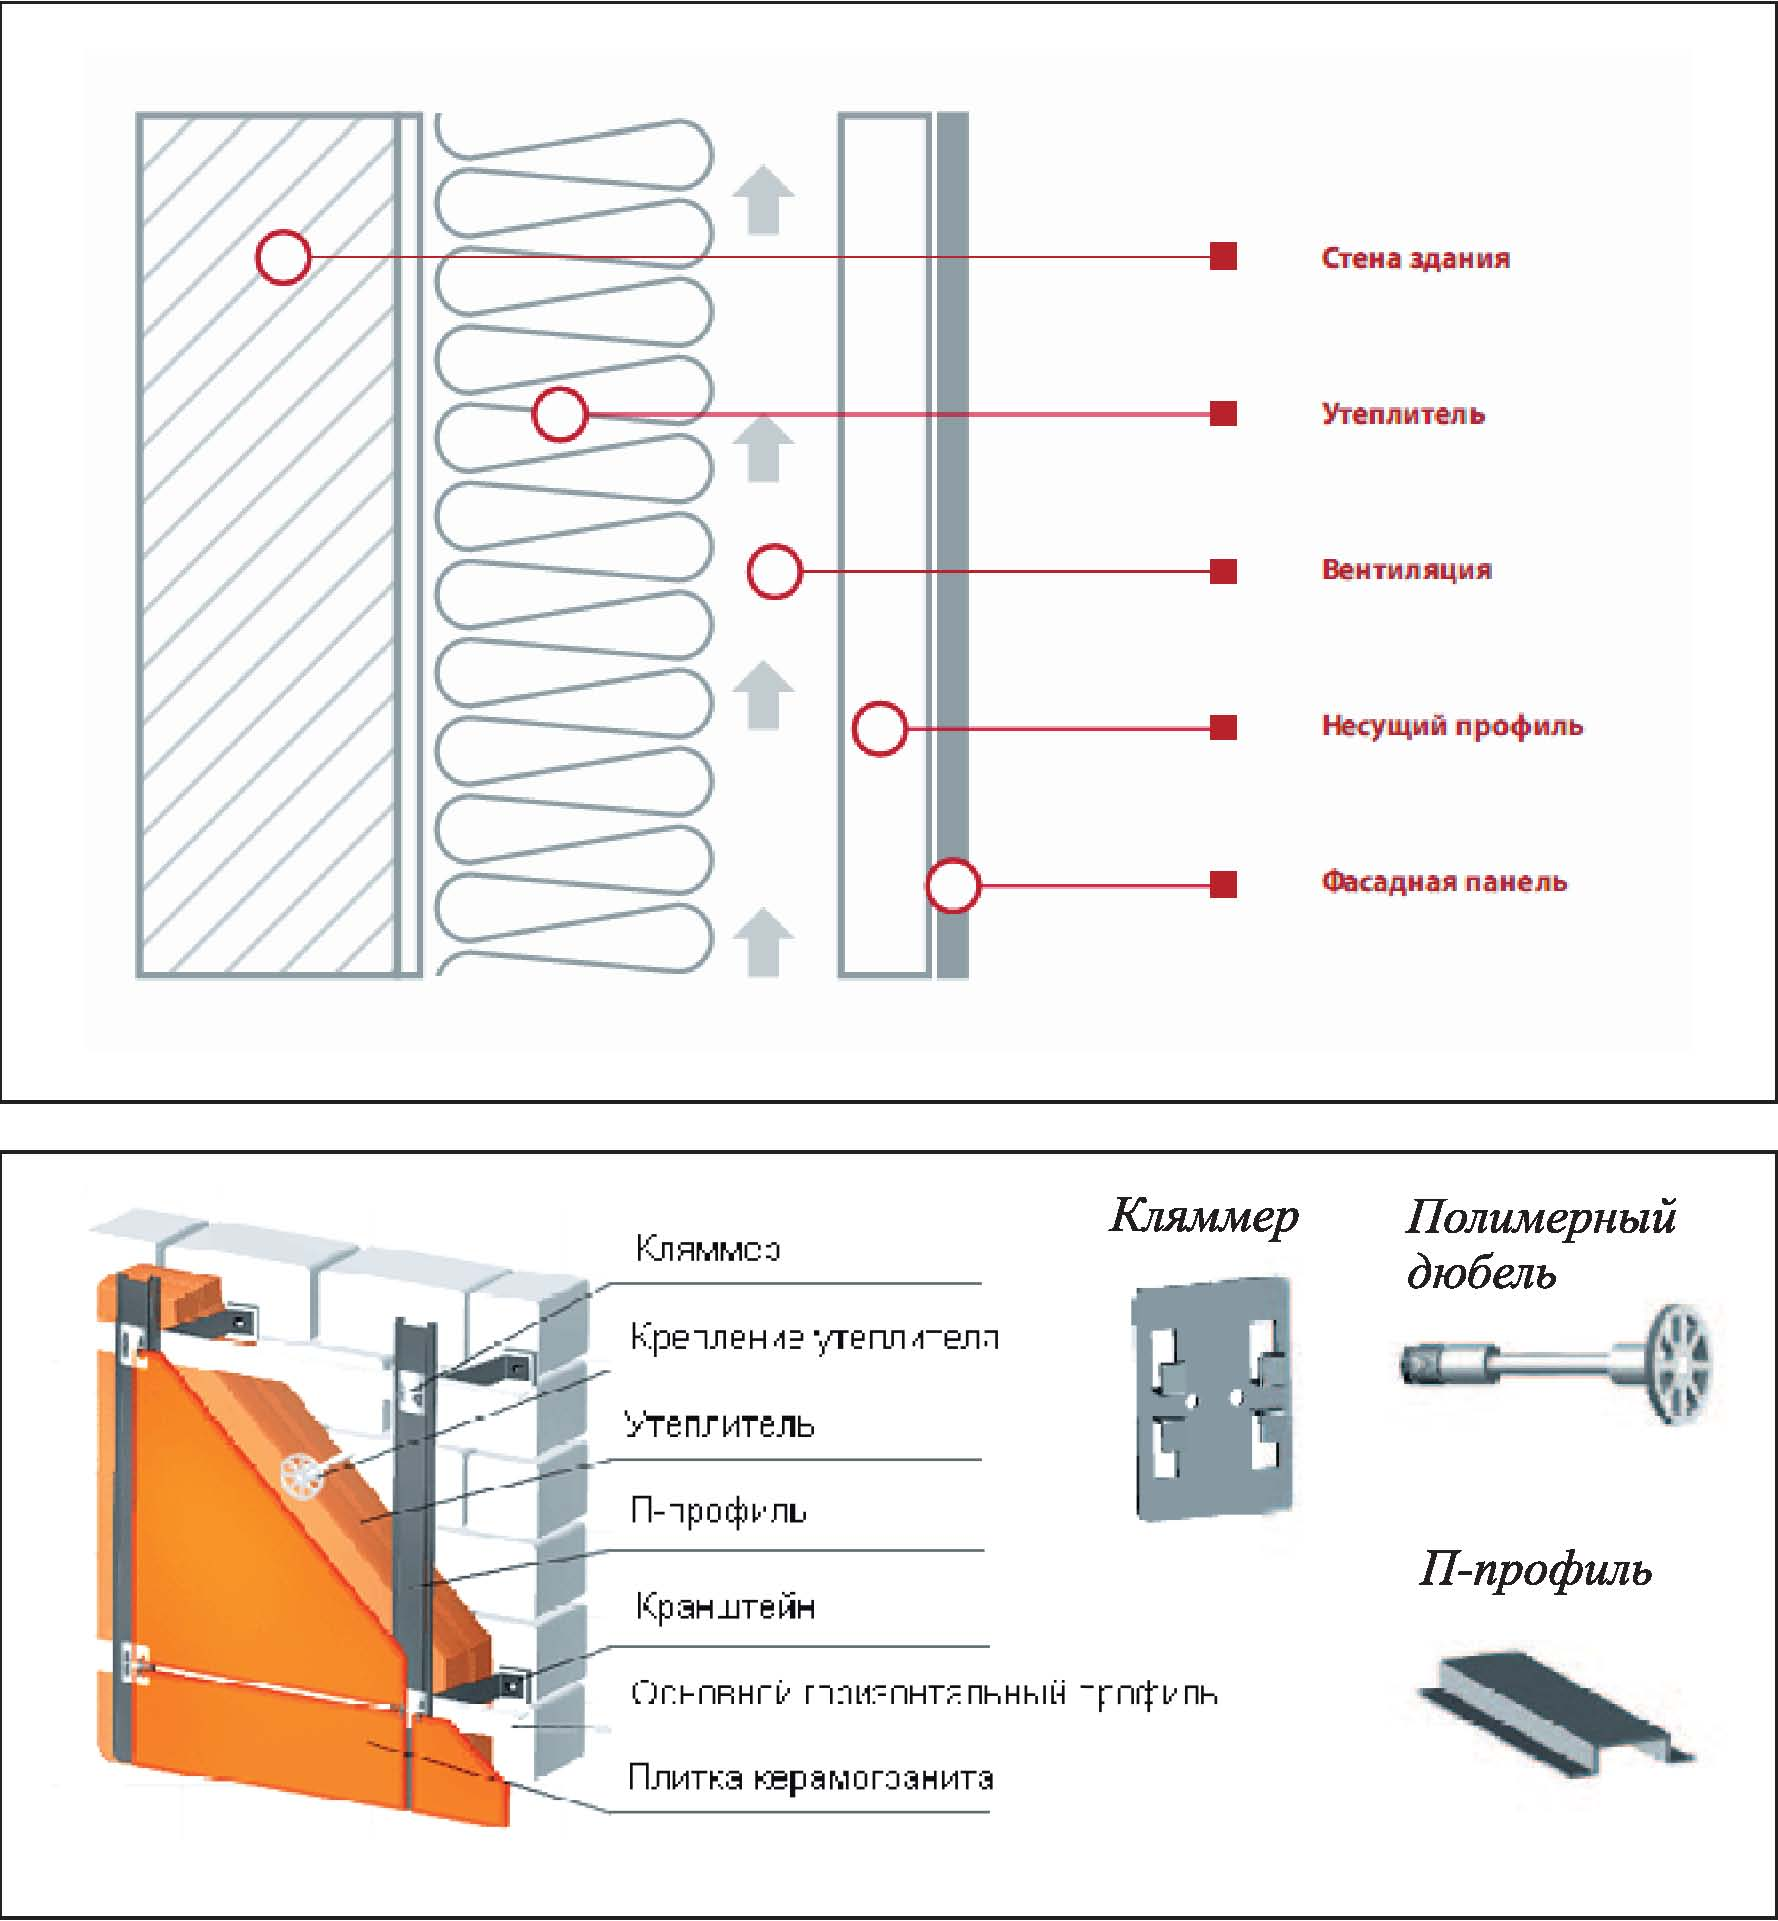 Стена здания
Утеплитель
Вентиляция
Несущий профиль
Фасадная панель
Кляммер
Крепление утеплителя
Утеплитель
П-профиль
Кранштейн
Основной горизонтальный профиль
Плитка керамогранита
Кляммер
Полимерный
дюбель
П-профиль